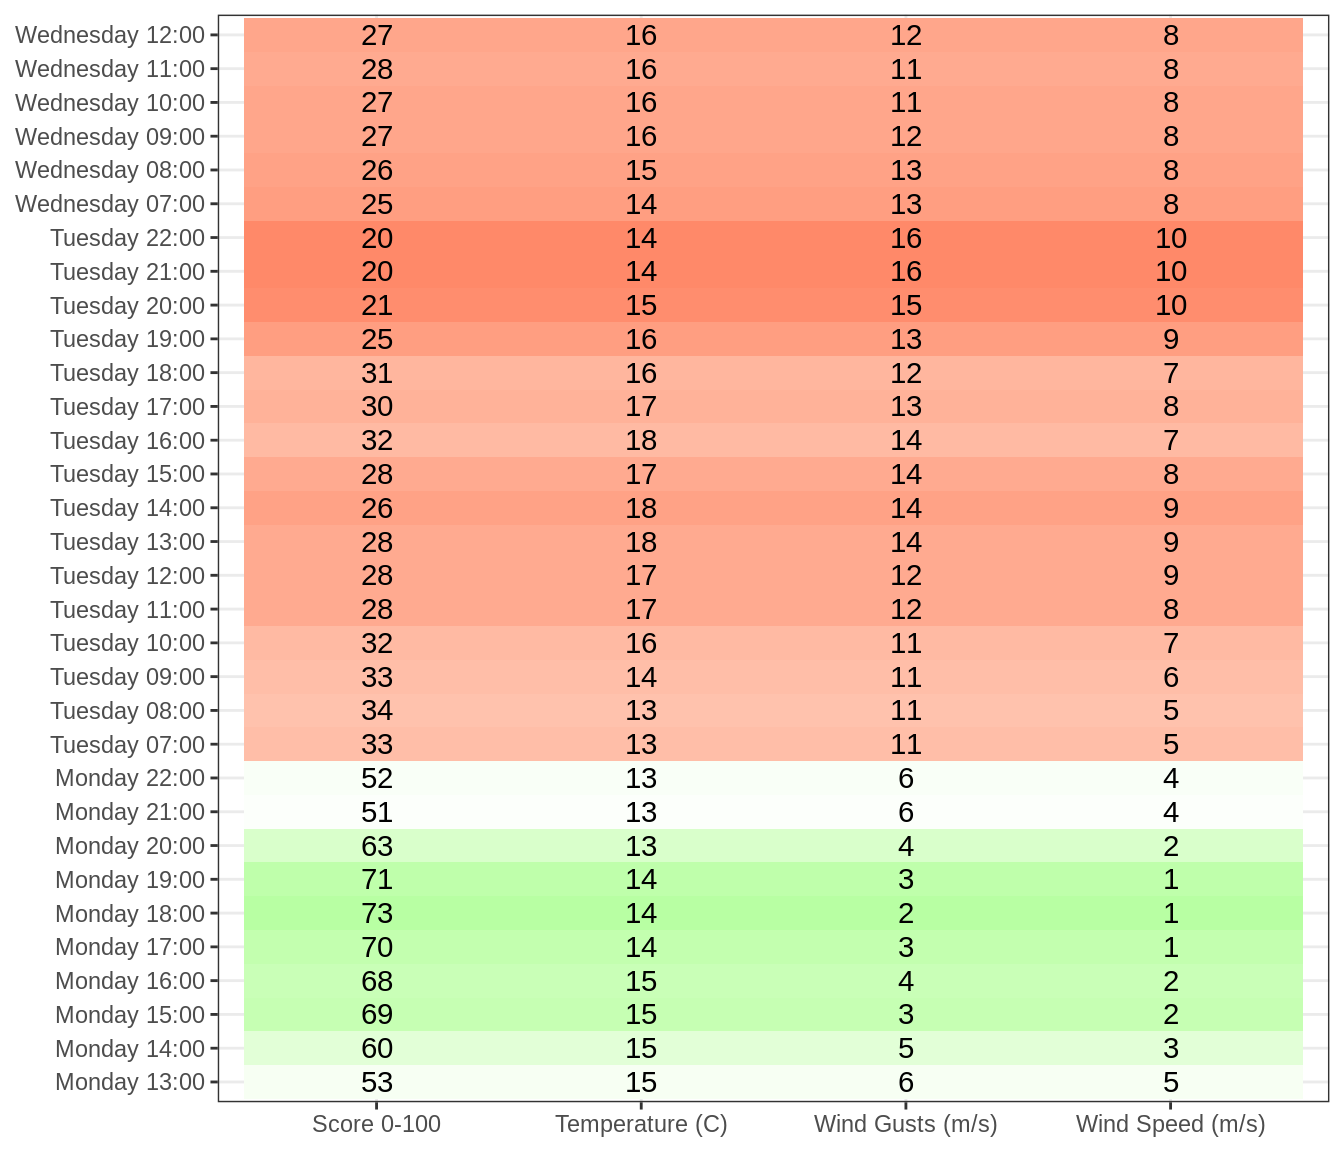 Wednesday 12:00 27 16 12 8
Wednesday 11:00 28 16 11 8
Wednesday 10:00 27 16 11 8
Wednesday 09:00 27 16 12 8
Wednesday 08:00 26 15 13 8
Wednesday 07:00 25 14 13 8
Tuesday 22:00 20 14 16 10
Tuesday 21:00 20 14 16 10
Tuesday 20:00 21 15 15 10
Tuesday 19:00 25 16 13 9
Tuesday 18:00 31 16 12 7
Tuesday 17:00 30 17 13 8
Tuesday 16:00 32 18 14 7
Tuesday 15:00 28 17 14 8
Tuesday 14:00 26 18 14 9
Tuesday 13:00 28 18 14 9
Tuesday 12:00 28 17 12 9
Tuesday 11:00 28 17 12 8
Tuesday 10:00 32 16 11 7
Tuesday 09:00 33 14 11 6
Tuesday 08:00 34 13 11 5
Tuesday 07:00 33 13 11 5
Monday 22:00 52 13 6 4
Monday 21:00 51 13 6 4
Monday 20:00 63 13 4 2
Monday 19:00 71 14 3 1
Monday 18:00 73 14 2 1
Monday 17:00 70 14 3 1
Monday 16:00 68 15 4 2
Monday 15:00 69 15 3 2
Monday 14:00 60 15 5 3
Monday 13:00 53 15 6 5
Score 0-100 Temperature (C) Wind Gusts (m/s) Wind Speed (m/s)